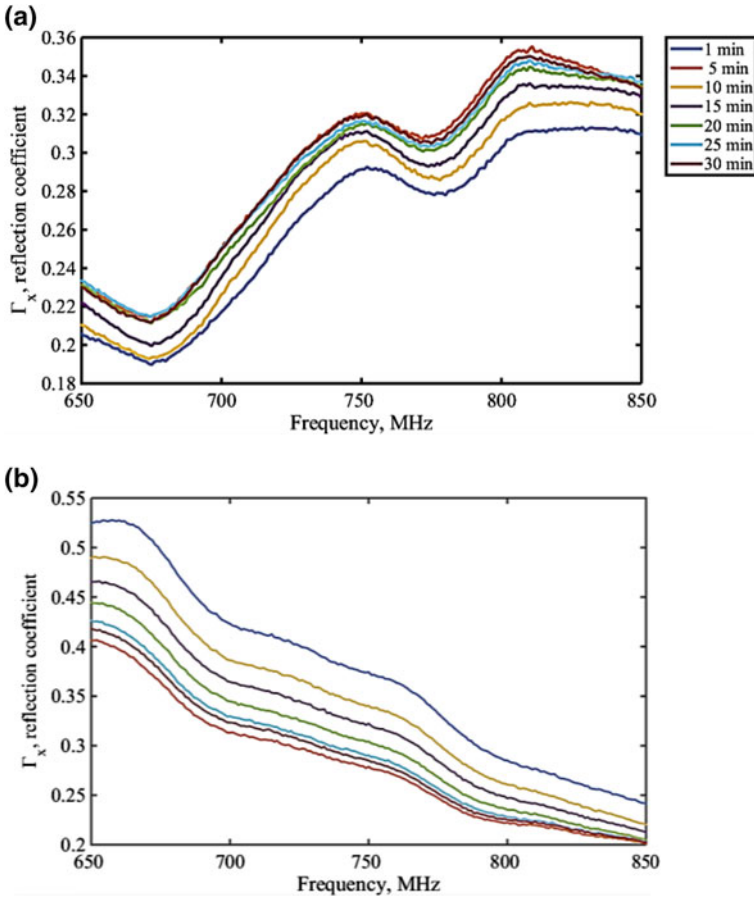 (a)
0.36
0.34
0.32
0.3
0.28
0.26
0.24
0.22
0.2
0.18
Γx, reflection coefficient
650
700
750
800
850
Frequency, MHz
1 min
5 min
10 min
15 min
20 min
25 min
30 min
(b)
0.55
0.5
0.45
0.4
0.35
0.3
0.25
0.2
Γx, reflection coefficient
650
700
750
800
850
Frequency, MHz